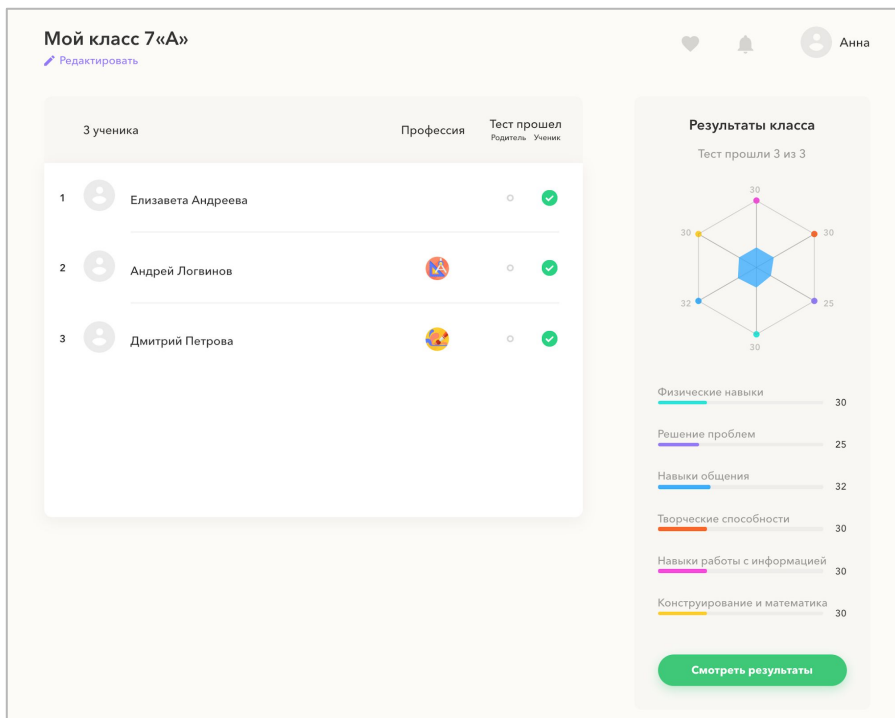 Мой класс 7«А»
Редактировать
Анна
3 ученика
Профессия
Тест прошел
Родитель Ученик
1 Елизавета Андреева
2 Андрей Логвинов
3 Дмитрий Петрова
Результаты класса
Тест прошли 3 из 3
30
30 30
32 25
30
Физические навыки
30
Решение проблем
25
Навыки общения
32
Творческие способности
30
Навыки работы с информацией
30
Конструирование и математика
30
Смотреть результаты